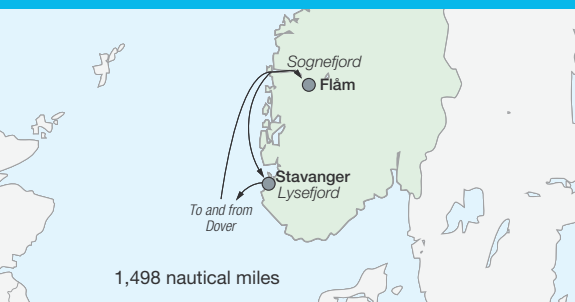 Sognefjord
Flåm
Stavanger
Lysefjord
To and from
Dover
1,498 nautical miles